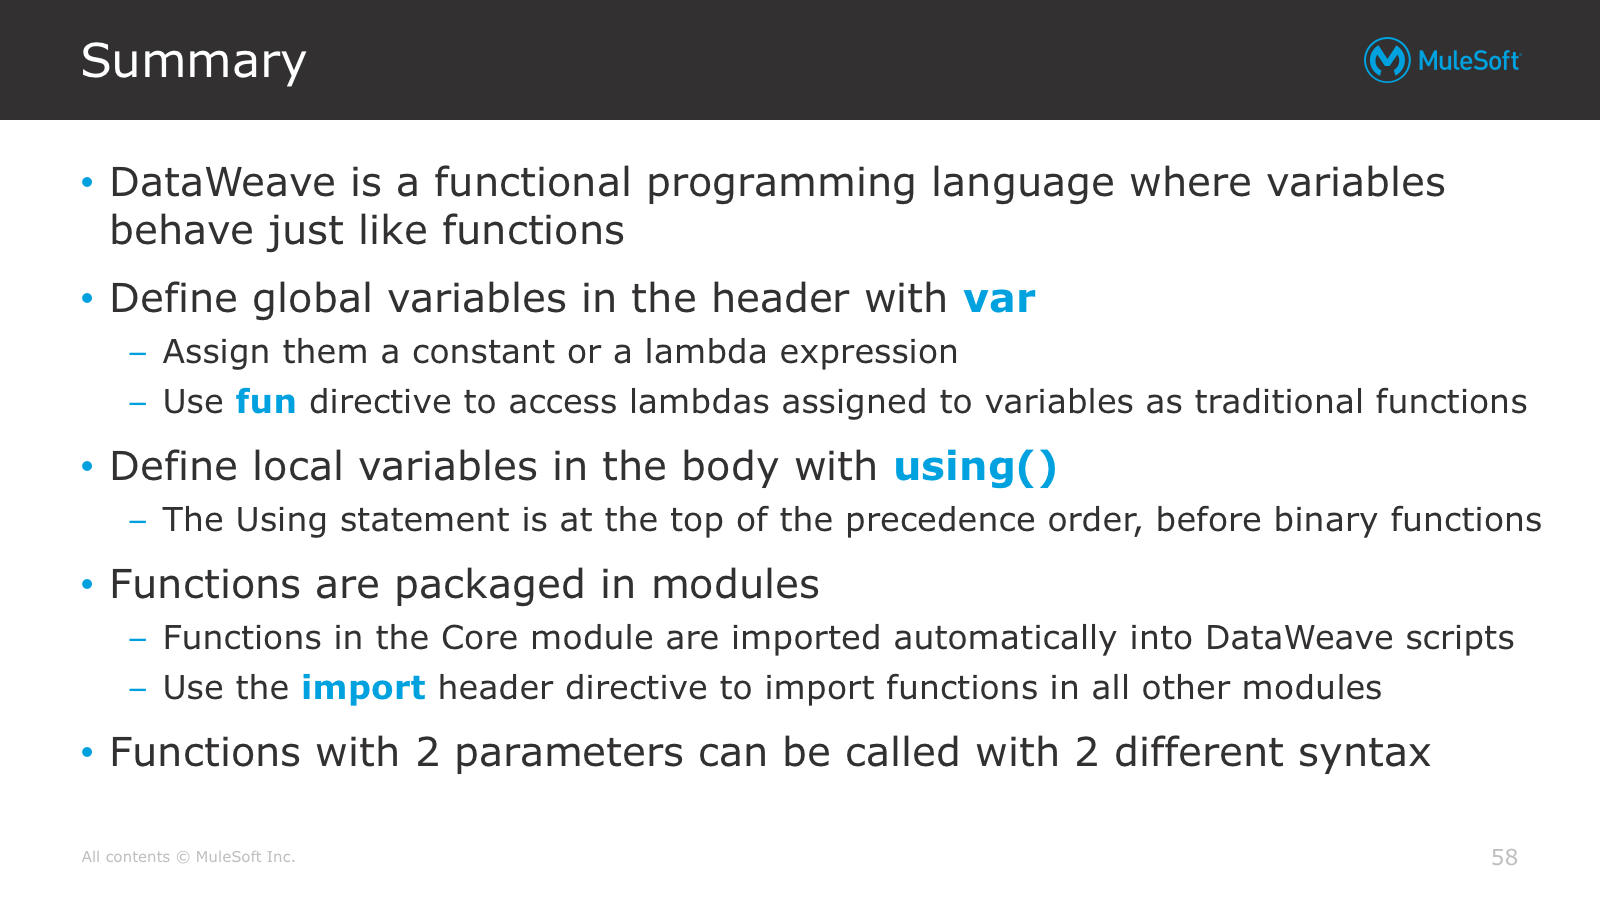 Summary
MuleSoft
• DataWeave is a functional programming language where variables
behave just like functions
• Define global variables in the header with var
– Assign them a constant or a lambda expression
– Use fun directive to access lambdas assigned to variables as traditional functions
• Define local variables in the body with using()
– The Using statement is at the top of the precedence order, before binary functions
• Functions are packaged in modules
– Functions in the Core module are imported automatically into DataWeave scripts
– Use the import header directive to import functions in all other modules
• Functions with 2 parameters can be called with 2 different syntax
All contents © MuleSoft Inc.
58